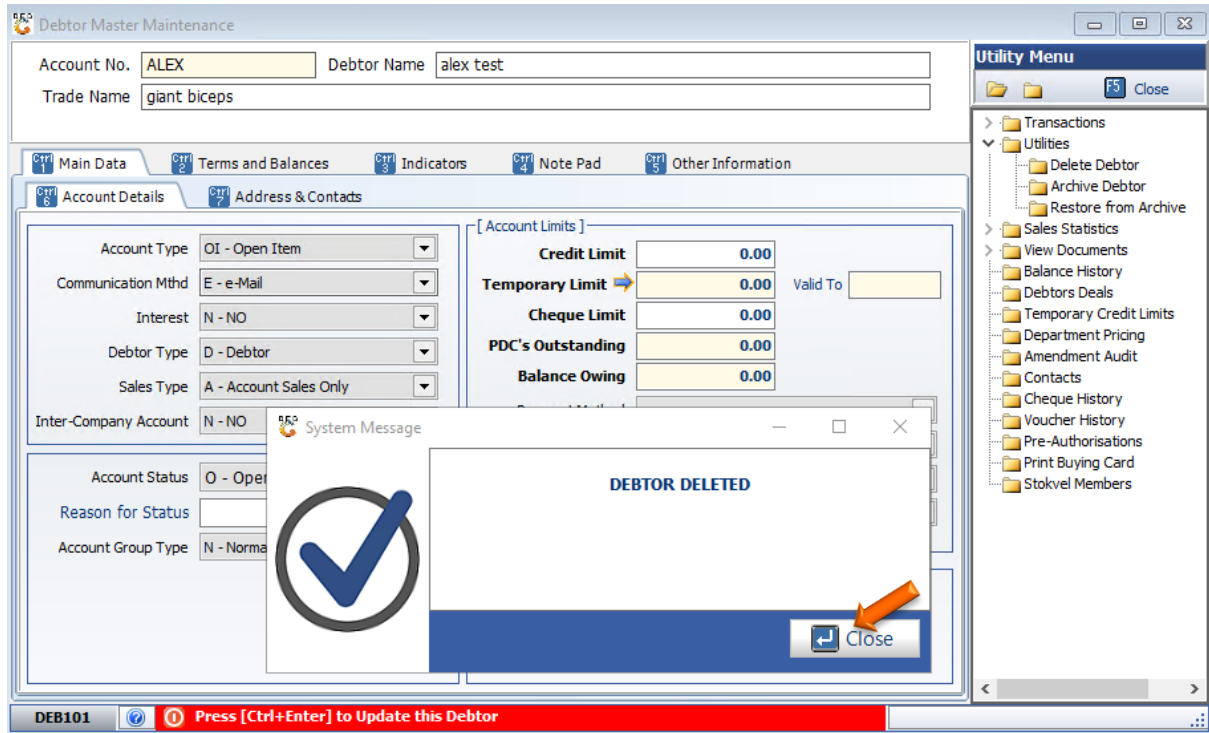 Debtor Master Maintenance
Account No. ALEX Debtor Name alex test
Trade Name giant biceps
Utility Menu
F5 Close
Ctrl 1 Main Data Ctrl 2 Terms and Balances Ctrl 3 Indicators Ctrl 4 Note Pad Ctrl 5 Other Information
Ctrl 6 Account Details Ctrl 7 Address & Contacts
Account Type OI - Open Item
Communication Mthd E - e-Mail
Interest N - NO
Debtor Type D - Debtor
Sales Type A - Account Sales Only
Inter-Company Account N - NO
Account Status O - Open
Reason for Status
Account Group Type N - Norma
[ Account Limits ]
Credit Limit 0.00
Temporary Limit 0.00 Valid To
Cheque Limit 0.00
PDC's Outstanding 0.00
Balance Owing 0.00
System Message
DEBTOR DELETED
Close
Transactions
Utilities
Delete Debtor
Archive Debtor
Restore from Archive
Sales Statistics
View Documents
Balance History
Debtors Deals
Temporary Credit Limits
Department Pricing
Amendment Audit
Contacts
Cheque History
Voucher History
Pre-Authorisations
Print Buying Card
Stokvel Members
DEB101 Press [Ctrl+Enter] to Update this Debtor